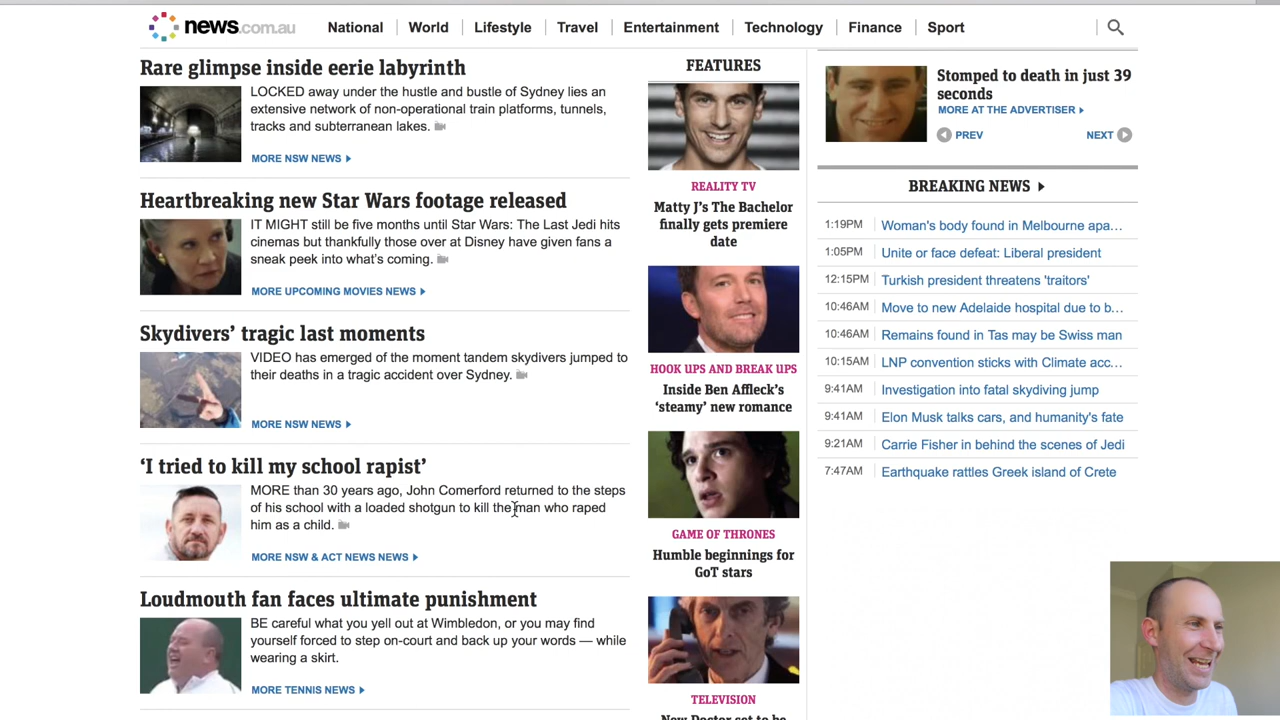 news.com.au
National
World
Lifestyle
Travel
Entertainment
Technology
Finance
Sport
Rare glimpse inside eerie labyrinth
LOCKED away under the hustle and bustle of Sydney lies an
extensive network of non-operational train platforms, tunnels,
tracks and subterranean lakes.
MORE NSW NEWS
Heartbreaking new Star Wars footage released
IT MIGHT still be five months until Star Wars: The Last Jedi hits
cinemas but thankfully those over at Disney have given fans a
sneak peek into what's coming.
MORE UPCOMING MOVIES NEWS
Skydivers' tragic last moments
VIDEO has emerged of the moment tandem skydivers jumped to
their deaths in a tragic accident over Sydney.
MORE NSW NEWS
'I tried to kill my school rapist'
MORE than 30 years ago, John Comerford returned to the steps
of his school with a loaded shotgun to kill the man who raped
him as a child.
MORE NSW & ACT NEWS NEWS
Loudmouth fan faces ultimate punishment
BE careful what you yell out at Wimbledon, or you may find
yourself forced to step on-court and back up your words — while
wearing a skirt.
MORE TENNIS NEWS
FEATURES
REALITY TV
Matty J's The Bachelor
finally gets premiere
date
HOOK UPS AND BREAK UPS
Inside Ben Affleck's
'steamy' new romance
GAME OF THRONES
Humble beginnings for
GoT stars
TELEVISION
New Doctor set to be
Stomped to death in just 39
seconds
MORE AT THE ADVERTISER
PREV
NEXT
BREAKING NEWS
1:19PM Woman's body found in Melbourne apa...
1:05PM Unite or face defeat: Liberal president
12:15PM Turkish president threatens 'traitors'
10:46AM Move to new Adelaide hospital due to b...
10:46AM Remains found in Tas may be Swiss man
10:15AM LNP convention sticks with Climate acc...
9:41AM Investigation into fatal skydiving jump
9:41AM Elon Musk talks cars, and humanity's fate
9:21AM Carrie Fisher in behind the scenes of Jedi
7:47AM Earthquake rattles Greek island of Crete